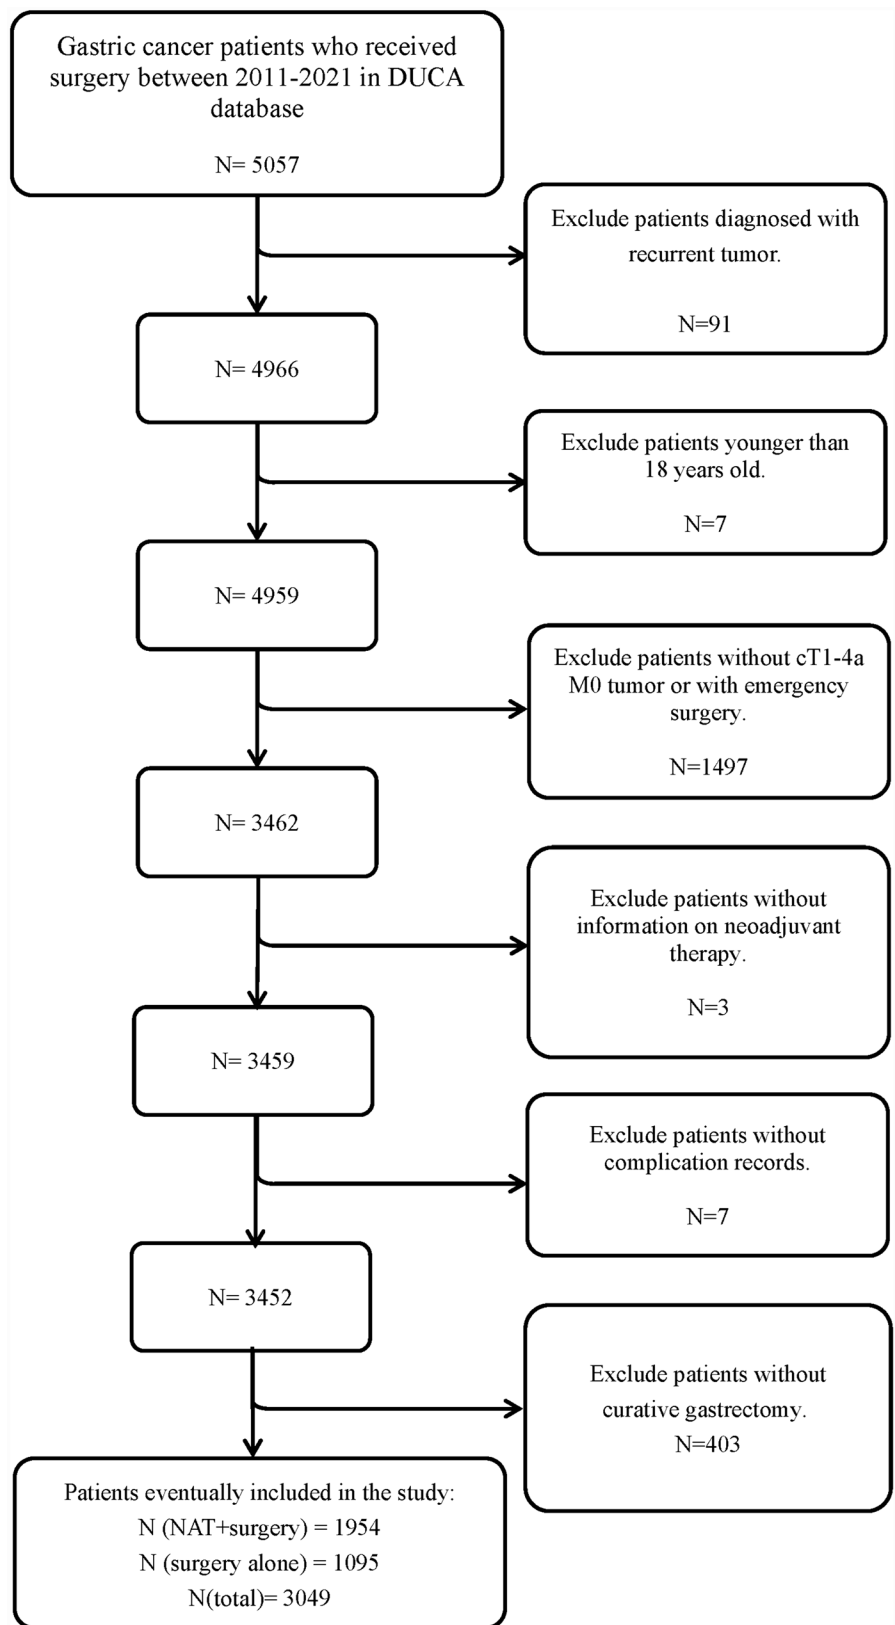 Gastric cancer patients who received
surgery between 2011-2021 in DUCA
database
N= 5057
Exclude patients diagnosed with
recurrent tumor.
N=91
N= 4966
Exclude patients younger than
18 years old.
N=7
N= 4959
Exclude patients without cT1-4a
M0 tumor or with emergency
surgery.
N=1497
N= 3462
Exclude patients without
information on neoadjuvant
therapy.
N=3
N= 3459
Exclude patients without
complication records.
N=7
N= 3452
Exclude patients without
curative gastrectomy.
N=403
Patients eventually included in the study:
N (NAT+surgery) = 1954
N (surgery alone) = 1095
N(total)= 3049